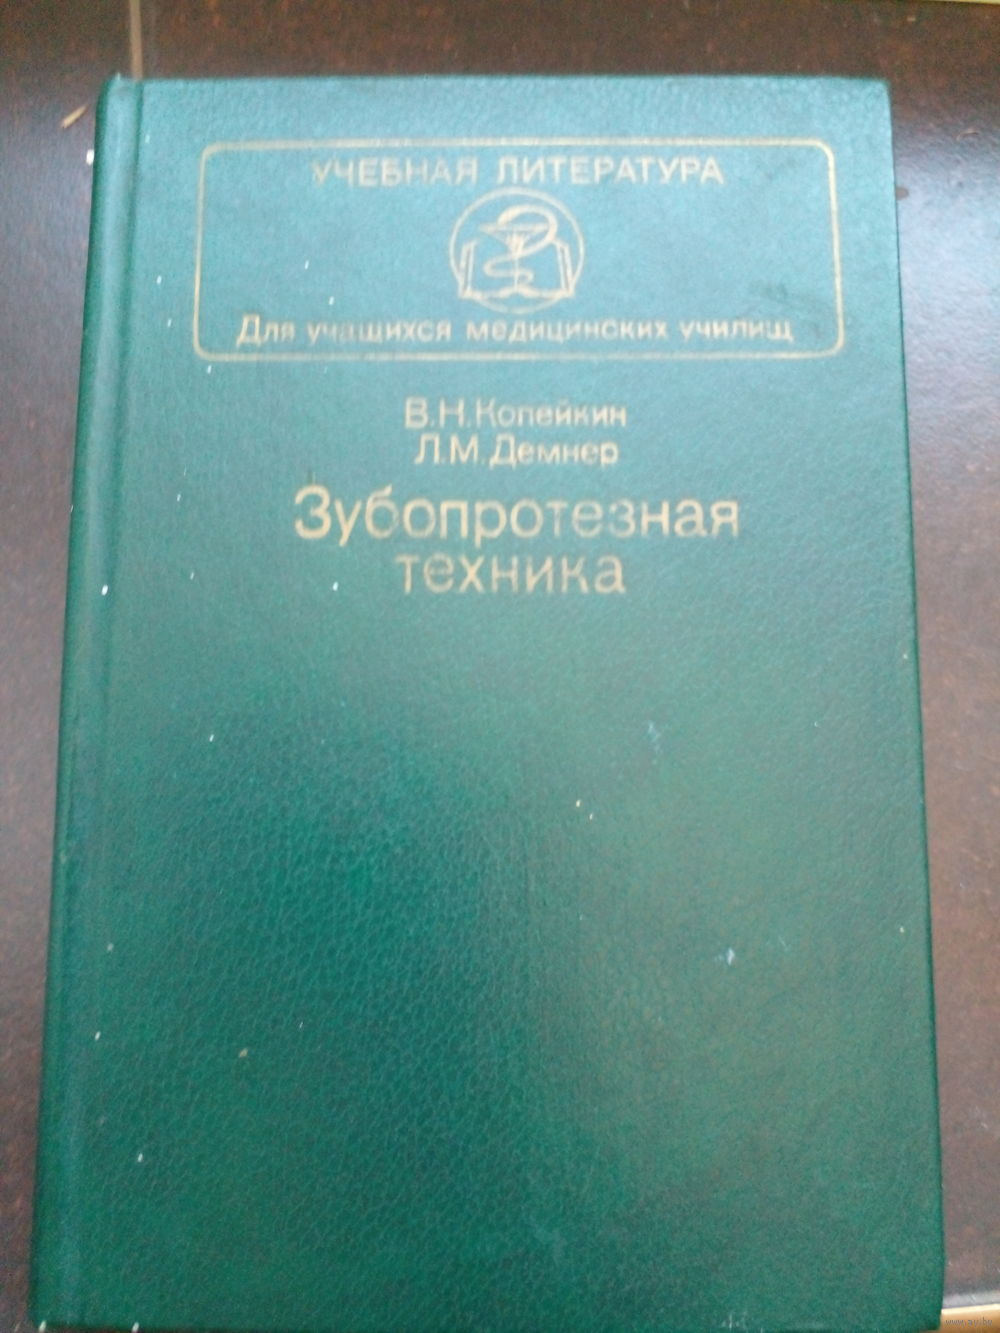 УЧЕБНАЯ ЛИТЕРАТУРА
Для учащихся медицинских училищ
В.Н.Копейкин
Л.М.Демнер
Зубопротезная
техника